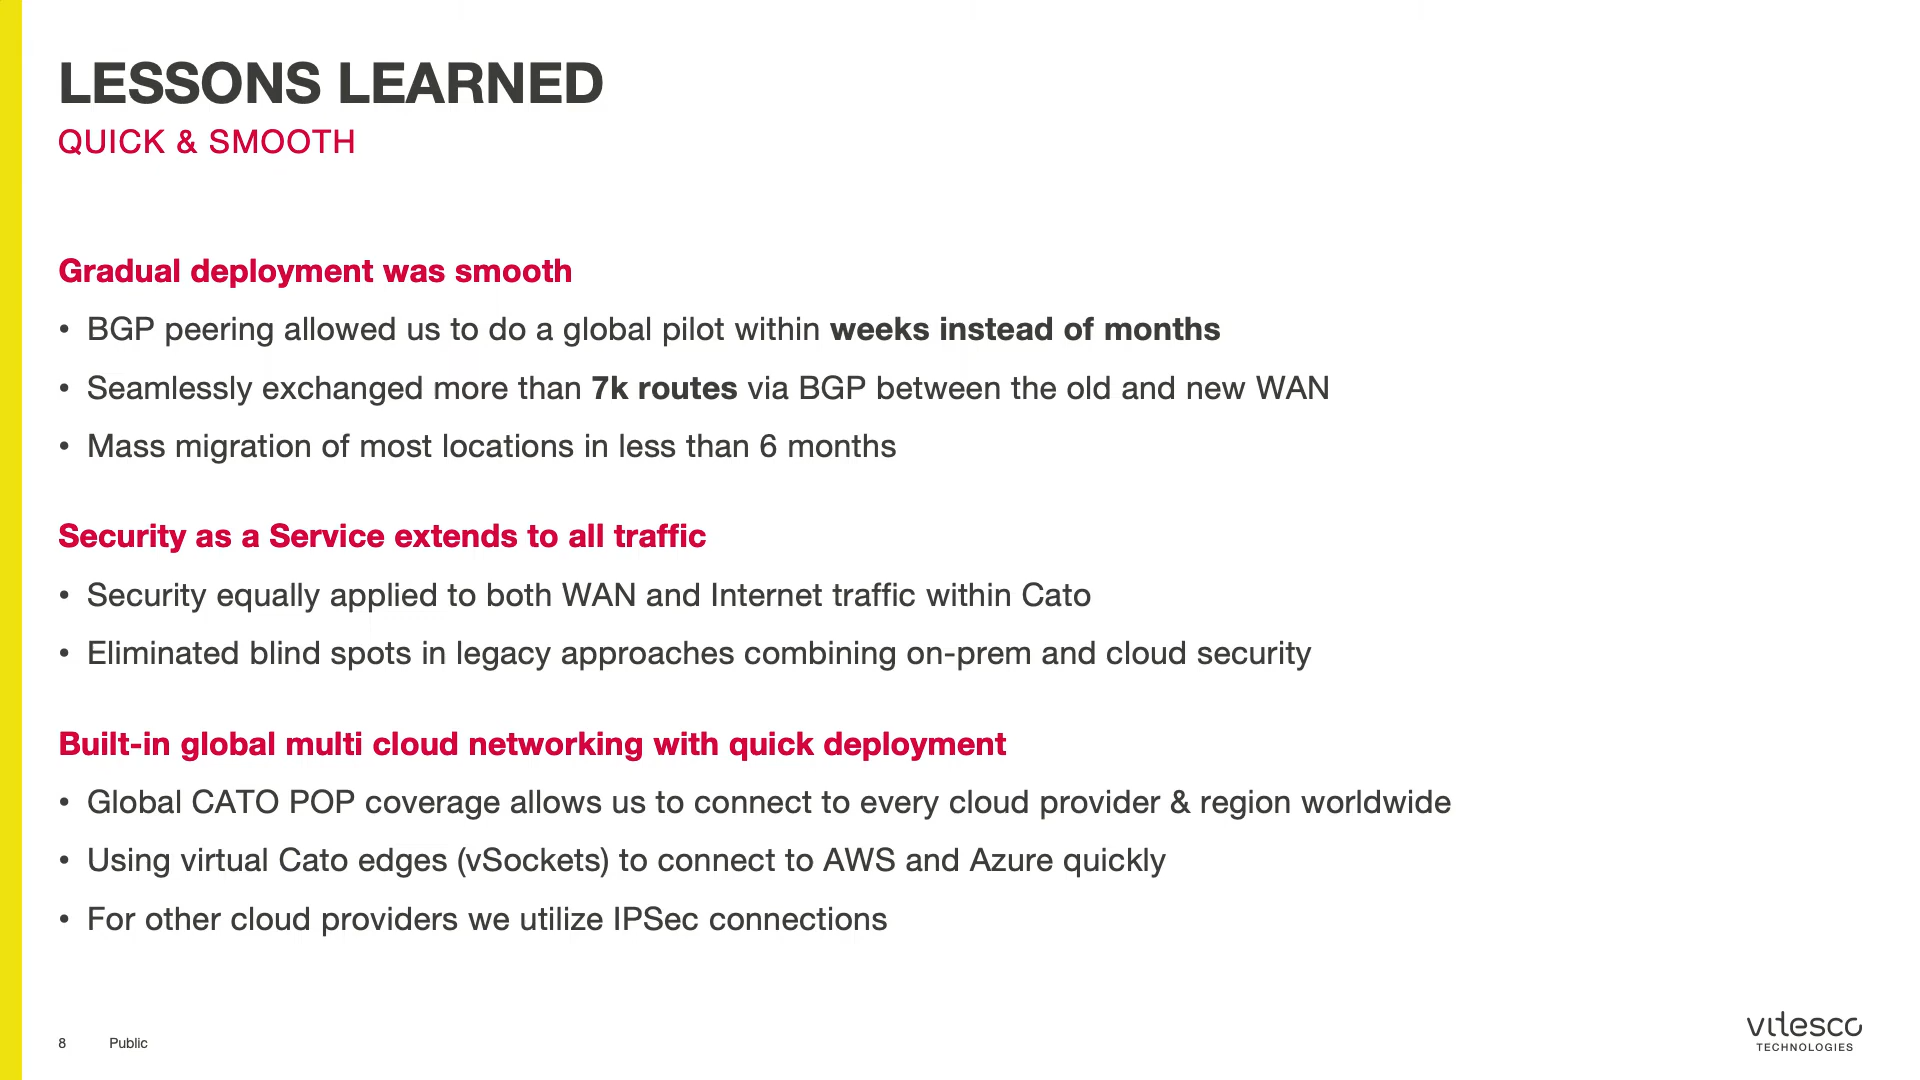 LESSONS LEARNED
QUICK & SMOOTH
Gradual deployment was smooth
• BGP peering allowed us to do a global pilot within weeks instead of months
• Seamlessly exchanged more than 7k routes via BGP between the old and new WAN
• Mass migration of most locations in less than 6 months
Security as a Service extends to all traffic
• Security equally applied to both WAN and Internet traffic within Cato
• Eliminated blind spots in legacy approaches combining on-prem and cloud security
Built-in global multi cloud networking with quick deployment
• Global CATO POP coverage allows us to connect to every cloud provider & region worldwide
• Using virtual Cato edges (vSockets) to connect to AWS and Azure quickly
• For other cloud providers we utilize IPSec connections
8 Public
vitesco
TECHNOLOGIES